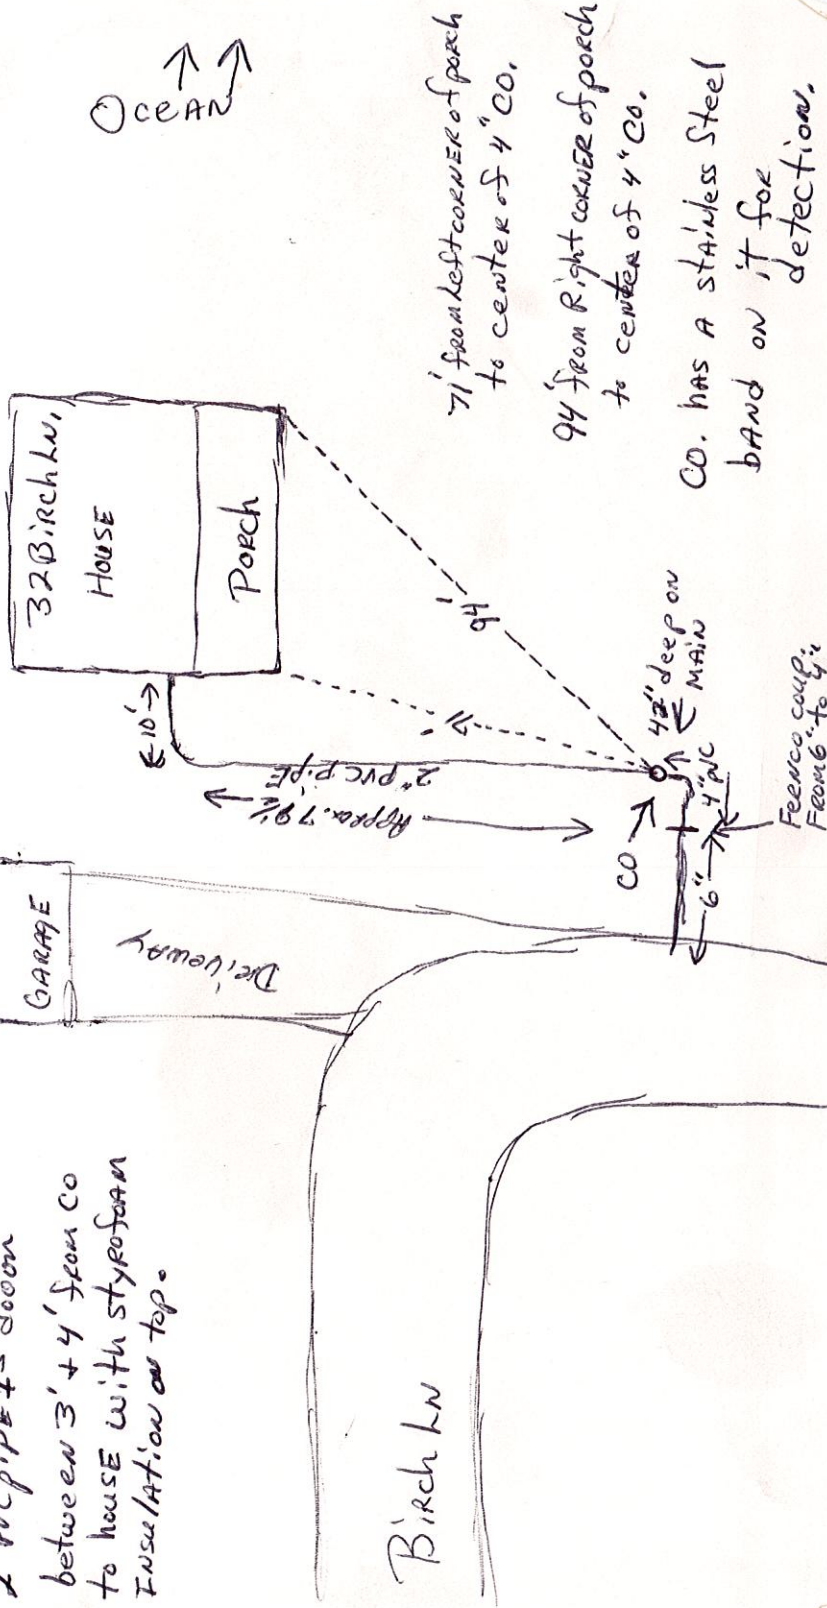 OCEAN
32 BiRch LN,
HOUSE
PORCH
10'
2" PVC PiPE
Approx. 79'
94'
71'
CO
42" deep on
MAiN
4" PVC
6"
FERNCO coup.
FROM 6" to 4"
GARAGE
DRiveway
BiRch LN
71' from Left CORNER of porch
to center of 4" CO.
94' from Right CORNER of porch
to center of 4" CO.
CO. HAS A stAiNless Steel
bANd ON it for
detection.
down
between 3' + 4' from CO
to house with styrofoAM
INsulAtion on top.